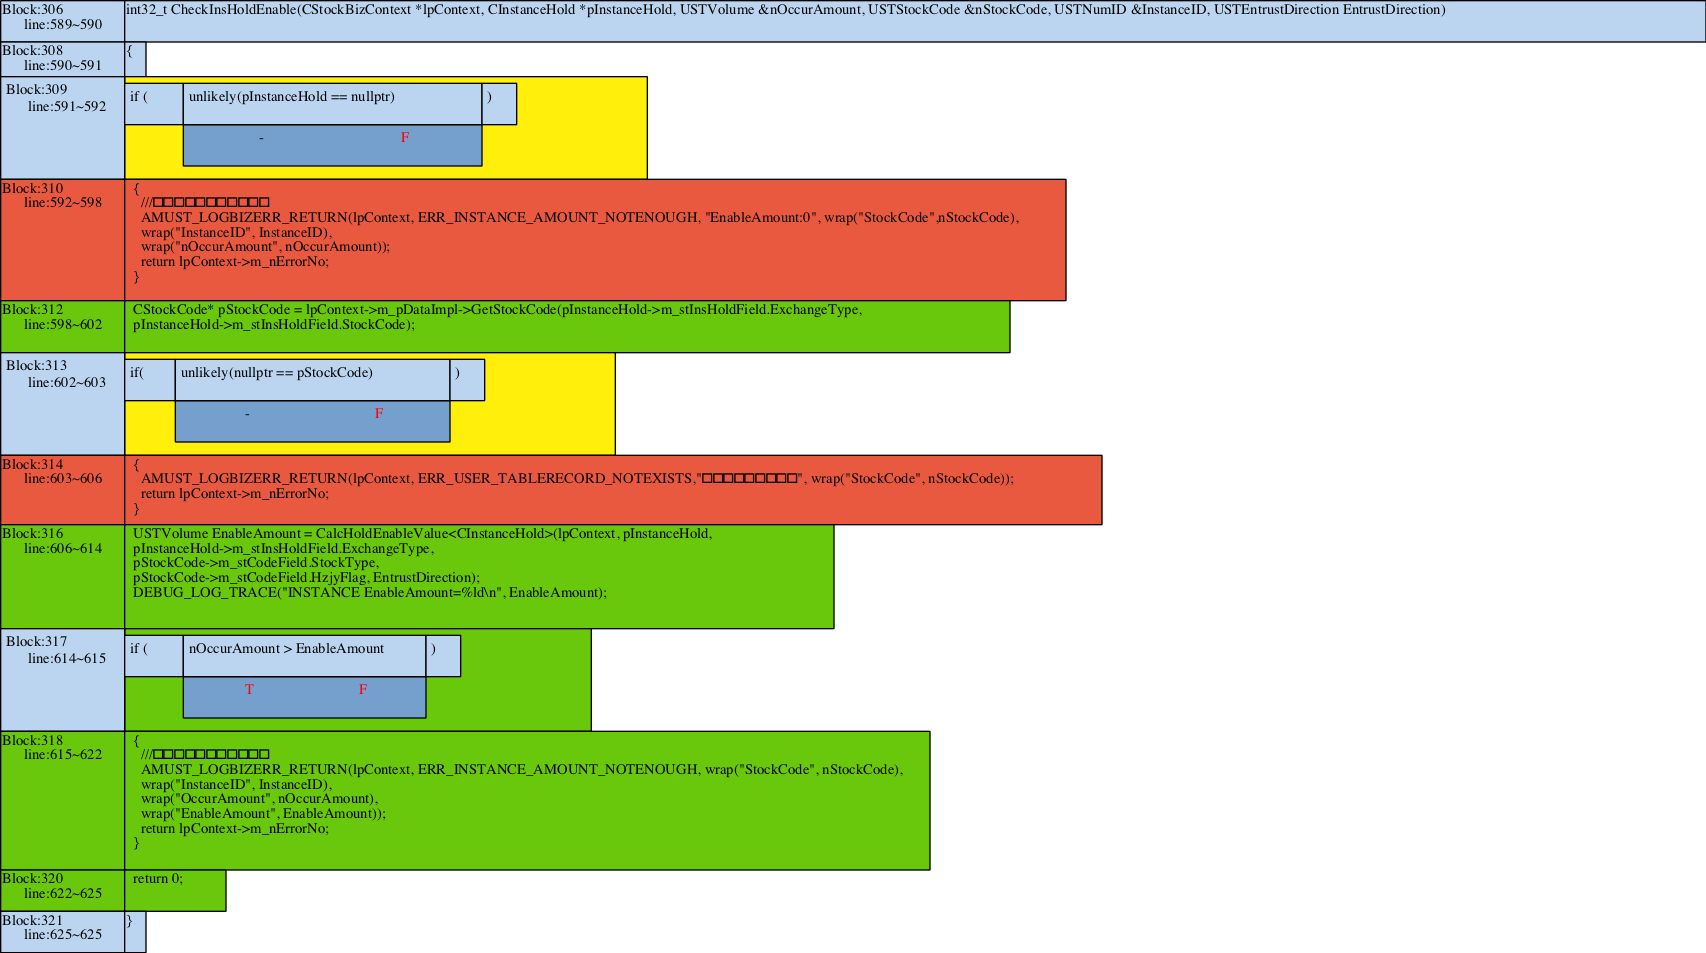 Block:306
line:589~590
int32_t CheckInsHoldEnable(CStockBizContext *lpContext, CInstanceHold *pInstanceHold, USTVolume &nOccurAmount, USTStockCode &nStockCode, USTNumID &InstanceID, USTEntrustDirection EntrustDirection)
Block:308
line:590~591
{
Block:309
line:591~592
if ( unlikely(pInstanceHold == nullptr) )
- F
Block:310
line:592~598
{
///□□□□□□□□□□□
AMUST_LOGBIZERR_RETURN(lpContext, ERR_INSTANCE_AMOUNT_NOTENOUGH, "EnableAmount:0", wrap("StockCode",nStockCode),
wrap("InstanceID", InstanceID),
wrap("nOccurAmount", nOccurAmount));
return lpContext->m_nErrorNo;
}
Block:312
line:598~602
CStockCode* pStockCode = lpContext->m_pDataImpl->GetStockCode(pInstanceHold->m_stInsHoldField.ExchangeType,
pInstanceHold->m_stInsHoldField.StockCode);
Block:313
line:602~603
if( unlikely(nullptr == pStockCode) )
- F
Block:314
line:603~606
{
AMUST_LOGBIZERR_RETURN(lpContext, ERR_USER_TABLERECORD_NOTEXISTS,"□□□□□□□□□", wrap("StockCode", nStockCode));
return lpContext->m_nErrorNo;
}
Block:316
line:606~614
USTVolume EnableAmount = CalcHoldEnableValue<CInstanceHold>(lpContext, pInstanceHold,
pInstanceHold->m_stInsHoldField.ExchangeType,
pStockCode->m_stCodeField.StockType,
pStockCode->m_stCodeField.HzjyFlag, EntrustDirection);
DEBUG_LOG_TRACE("INSTANCE EnableAmount=%ld\n", EnableAmount);
Block:317
line:614~615
if ( nOccurAmount > EnableAmount )
T F
Block:318
line:615~622
{
///□□□□□□□□□□□
AMUST_LOGBIZERR_RETURN(lpContext, ERR_INSTANCE_AMOUNT_NOTENOUGH, wrap("StockCode", nStockCode),
wrap("InstanceID", InstanceID),
wrap("OccurAmount", nOccurAmount),
wrap("EnableAmount", EnableAmount));
return lpContext->m_nErrorNo;
}
Block:320
line:622~625
return 0;
Block:321
line:625~625
}